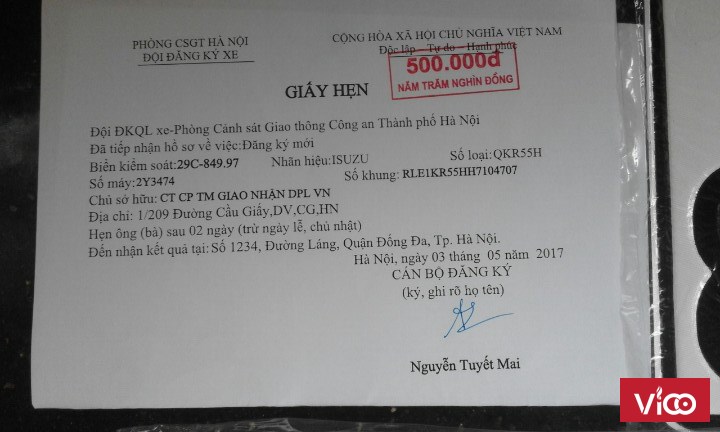 PHÒNG CSGT HÀ NỘI
ĐỘI ĐĂNG KÝ XE
CỘNG HÒA XÃ HỘI CHỦ NGHĨA VIỆT NAM
Độc lập – Tự do – Hạnh phúc
500.000đ
NĂM TRĂM NGHÌN ĐỒNG
GIẤY HẸN
Đội ĐKQL xe-Phòng Cảnh sát Giao thông Công an Thành phố Hà Nội
Đã tiếp nhận hồ sơ về việc:Đăng ký mới
Biển kiểm soát:29C-849.97 Nhãn hiệu:ISUZU Số loại:QKR55H
Số máy:2Y3474 Số khung: RLE1KR55HH7104707
Chủ sở hữu: CT CP TM GIAO NHẬN DPL VN
Địa chỉ: 1/209 Đường Cầu Giấy,DV,CG,HN
Hẹn ông (bà) sau 02 ngày (trừ ngày lễ, chủ nhật)
Đến nhận kết quả tại: Số 1234, Đường Láng, Quận Đống Đa, Tp. Hà Nội.
Hà Nội, ngày 03 tháng 05 năm 2017
CÁN BỘ ĐĂNG KÝ
(ký, ghi rõ họ tên)
Nguyễn Tuyết Mai
Vico